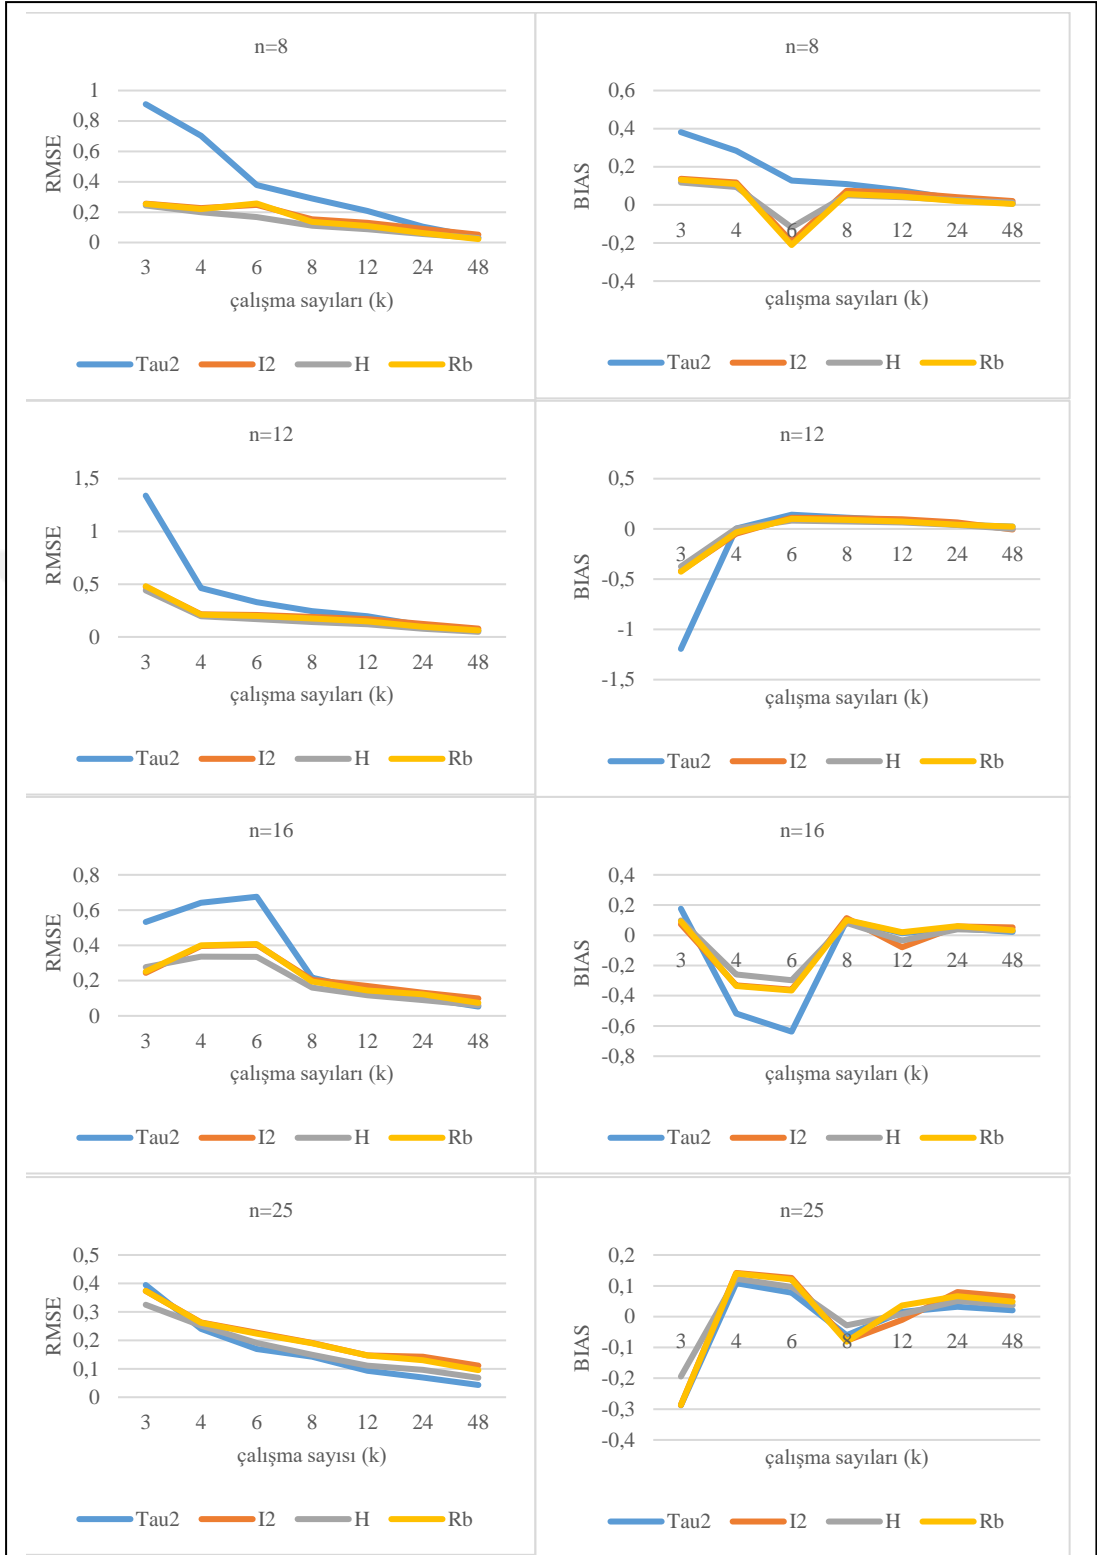 n=8
1
0,8
0,6
0,4
0,2
0
RMSE
3 4 6 8 12 24 48
çalışma sayıları (k)
Tau2 I2 H Rb
n=8
0,6
0,4
0,2
0
-0,2
-0,4
BIAS
3 4 6 8 12 24 48
çalışma sayıları (k)
Tau2 I2 H Rb
n=12
1,5
1
0,5
0
RMSE
3 4 6 8 12 24 48
çalışma sayıları (k)
Tau2 I2 H Rb
n=12
0,5
0
-0,5
-1
-1,5
BIAS
3 4 6 8 12 24 48
çalışma sayıları (k)
Tau2 I2 H Rb
n=16
0,8
0,6
0,4
0,2
0
RMSE
3 4 6 8 12 24 48
çalışma sayıları (k)
Tau2 I2 H Rb
n=16
0,4
0,2
0
-0,2
-0,4
-0,6
-0,8
BIAS
3 4 6 8 12 24 48
çalışma sayıları (k)
Tau2 I2 H Rb
n=25
0,5
0,4
0,3
0,2
0,1
0
RMSE
3 4 6 8 12 24 48
çalışma sayısı (k)
Tau2 I2 H Rb
n=25
0,2
0,1
0
-0,1
-0,2
-0,3
-0,4
BIAS
3 4 6 8 12 24 48
çalışma sayıları (k)
Tau2 I2 H Rb